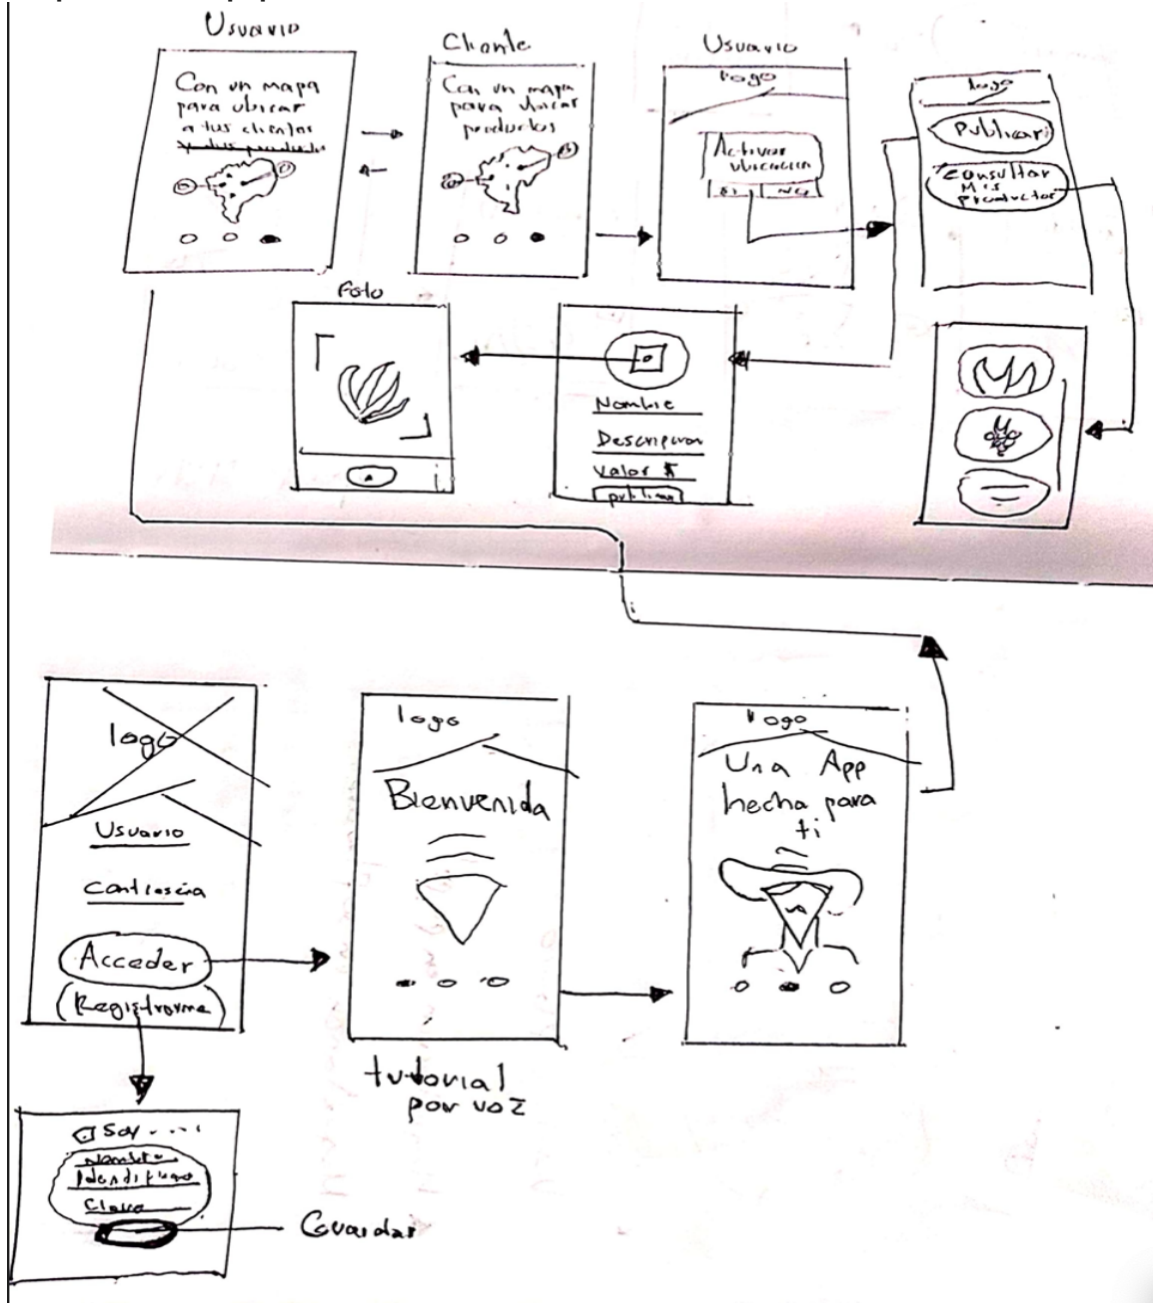 Usuario
Cliente
Usuario
Con un mapa
para ubicar
a tus clientes
Con un mapa
para ubicar
productos
logo
Activar
ubicación
Si
No
logo
Publicar
Consultar
Mis
productos
Foto
Nombre
Descripcion
Valor $
publicar
logo
Usuario
Contraseña
Acceder
Registrarme
logo
Bienvenida
tutorial
por voz
logo
Una App
hecha para
ti
Soy....
Nombre
Clave
Guardar